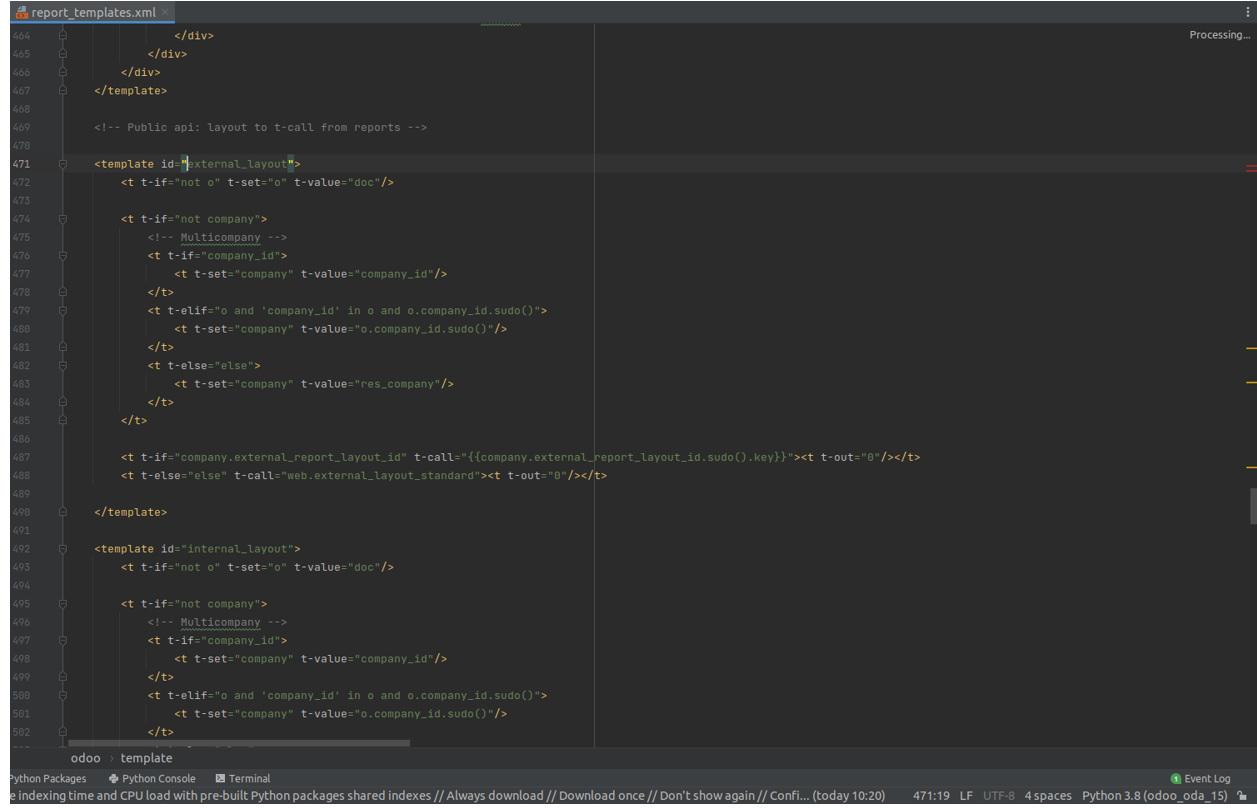 report_templates.xml
Processing...
464 </div>
465 </div>
466 </div>
467 </template>
468
469 <!-- Public api: layout to t-call from reports -->
470
471 <template id="external_layout">
472 <t t-if="not o" t-set="o" t-value="doc"/>
473
474 <t t-if="not company">
475 <!-- Multicompany -->
476 <t t-if="company_id">
477 <t t-set="company" t-value="company_id"/>
478 </t>
479 <t t-elif="o and 'company_id' in o and o.company_id.sudo()">
480 <t t-set="company" t-value="o.company_id.sudo()"/>
481 </t>
482 <t t-else="else">
483 <t t-set="company" t-value="res_company"/>
484 </t>
485 </t>
486
487 <t t-if="company.external_report_layout_id" t-call="{{company.external_report_layout_id.sudo().key}}"><t t-out="0"/></t>
488 <t t-else="else" t-call="web.external_layout_standard"><t t-out="0"/></t>
489
490 </template>
491
492 <template id="internal_layout">
493 <t t-if="not o" t-set="o" t-value="doc"/>
494
495 <t t-if="not company">
496 <!-- Multicompany -->
497 <t t-if="company_id">
498 <t t-set="company" t-value="company_id"/>
499 </t>
500 <t t-elif="o and 'company_id' in o and o.company_id.sudo()">
501 <t t-set="company" t-value="o.company_id.sudo()"/>
502 </t>
odoo › template
Python Packages Python Console Terminal 1 Event Log
e indexing time and CPU load with pre-built Python packages shared indexes // Always download // Download once // Don't show again // Confi... (today 10:20) 471:19 LF UTF-8 4 spaces Python 3.8 (odoo_oda_15)